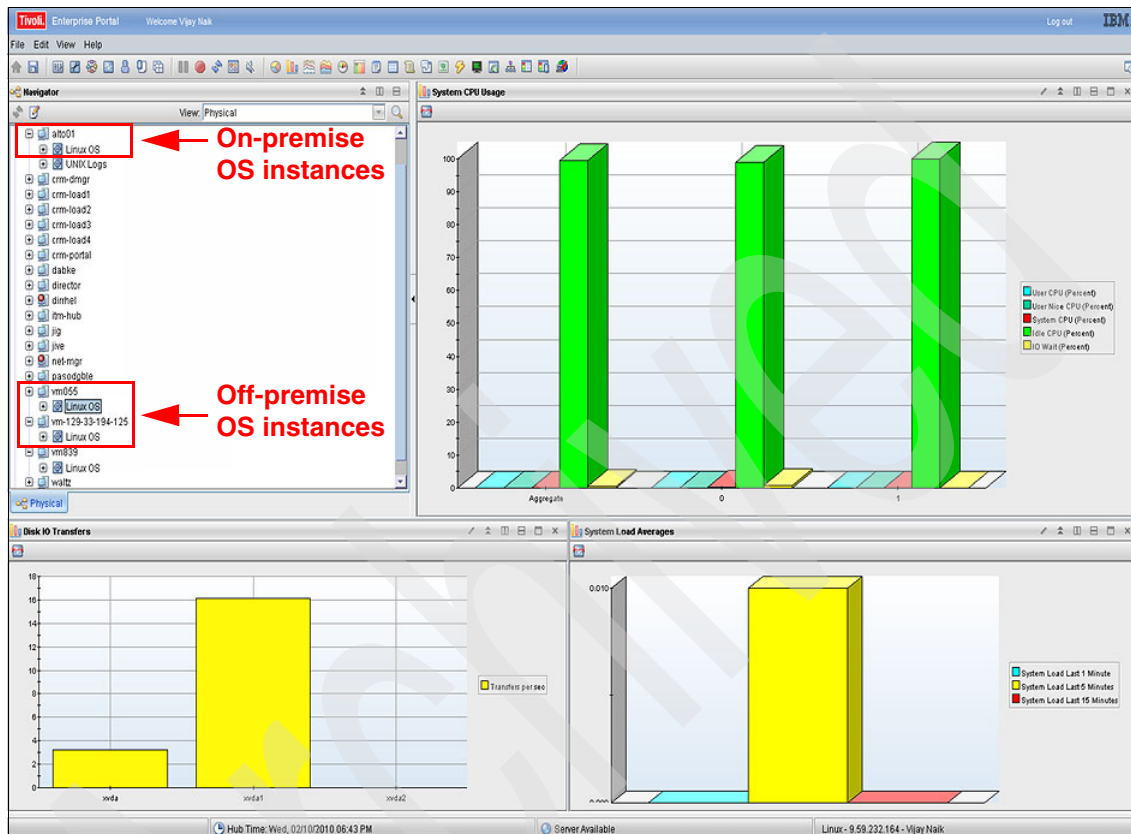 Tivoli. Enterprise Portal Welcome Vijay Naik Log out IBM
File Edit View Help
Navigator
View: Physical
alto01
Linux OS
UNIX Logs
crm-dmgr
crm-load1
crm-load2
crm-load3
crm-load4
crm-portal
dabke
director
dirrhel
itm-hub
jig
jive
net-mgr
pasodgble
vm055
Linux OS
vm-129-33-194-125
Linux OS
vm839
Linux OS
waltz
Physical
On-premise
OS instances
Off-premise
OS instances
System CPU Usage
100
90
80
70
60
50
40
30
20
10
0
Aggregate 0 1
User CPU (Percent)
User Nice CPU (Percent)
System CPU (Percent)
Idle CPU (Percent)
IO Wait (Percent)
Disk IO Transfers
18
16
14
12
10
8
6
4
2
0
xvda xvda1 xvda2
Transfers per sec
System Load Averages
0.010
0.000
System Load Last 1 Minute
System Load Last 5 Minutes
System Load Last 15 Minutes
Hub Time: Wed, 02/10/2010 06:43 PM Server Available Linux - 9.59.232.164 - Vijay Naik